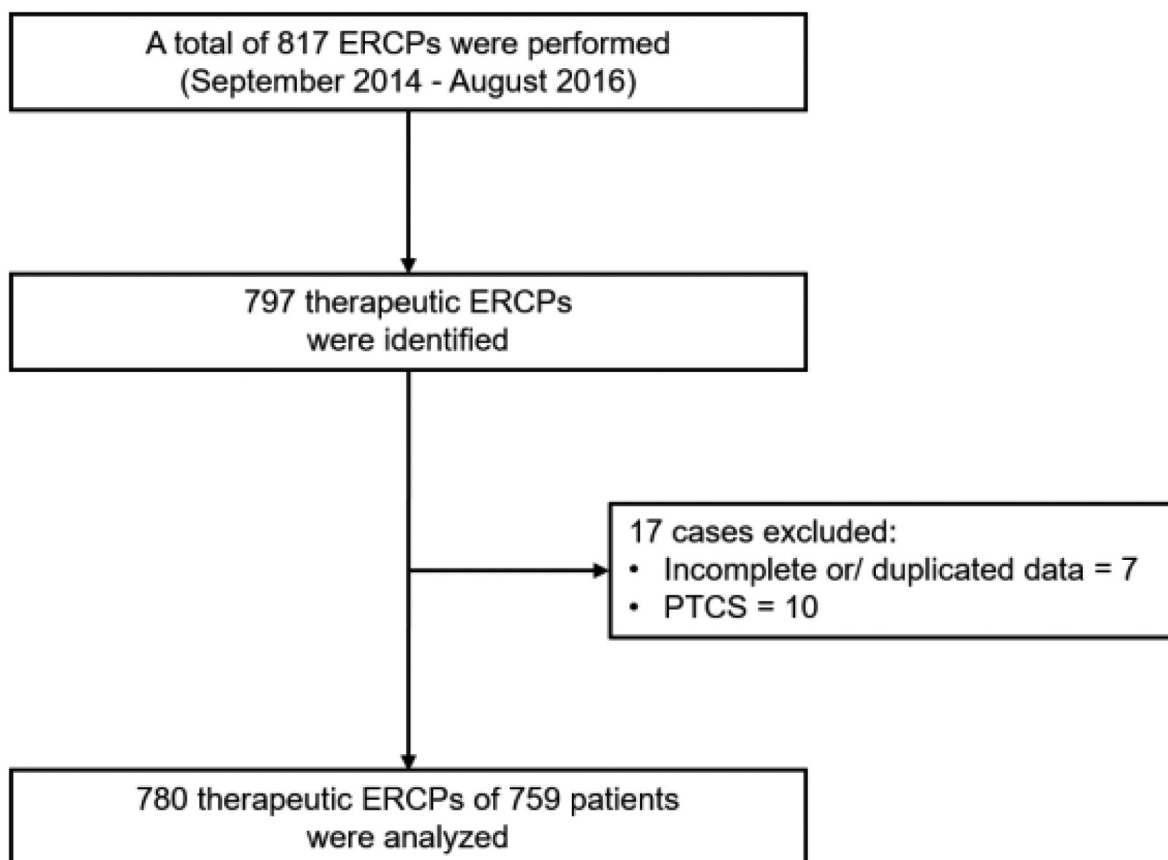 A total of 817 ERCPs were performed
(September 2014 - August 2016)
797 therapeutic ERCPs
were identified
17 cases excluded:
• Incomplete or/ duplicated data = 7
• PTCS = 10
780 therapeutic ERCPs of 759 patients
were analyzed